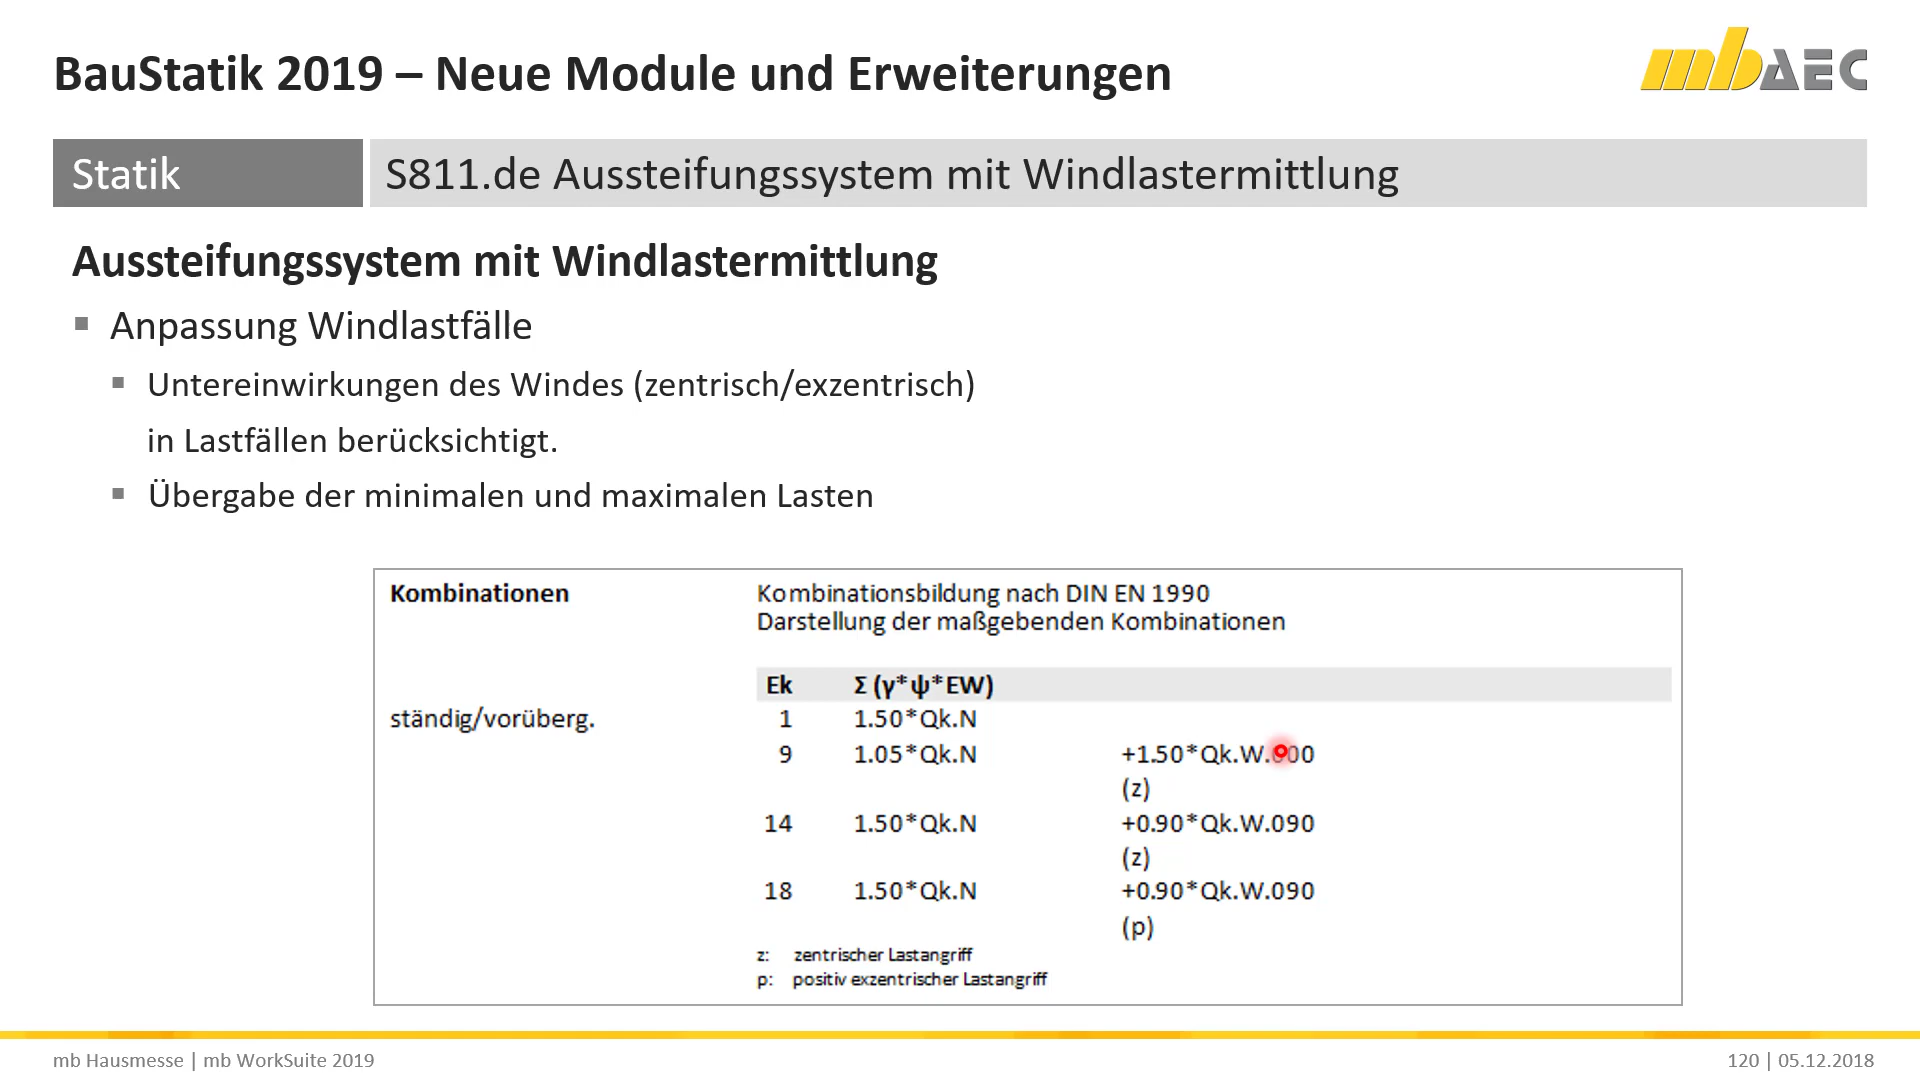 BauStatik 2019 – Neue Module und Erweiterungen
mbAEC
Statik
S811.de Aussteifungssystem mit Windlastermittlung
Aussteifungssystem mit Windlastermittlung
Anpassung Windlastfälle
Untereinwirkungen des Windes (zentrisch/exzentrisch)
in Lastfällen berücksichtigt.
Übergabe der minimalen und maximalen Lasten
Kombinationen
Kombinationsbildung nach DIN EN 1990
Darstellung der maßgebenden Kombinationen
Ek Σ (γ*ψ*EW)
ständig/vorüberg. 1 1.50*Qk.N
9 1.05*Qk.N +1.50*Qk.W.000
(z)
14 1.50*Qk.N +0.90*Qk.W.090
(z)
18 1.50*Qk.N +0.90*Qk.W.090
(p)
z: zentrischer Lastangriff
p: positiv exzentrischer Lastangriff
mb Hausmesse | mb WorkSuite 2019
120 | 05.12.2018